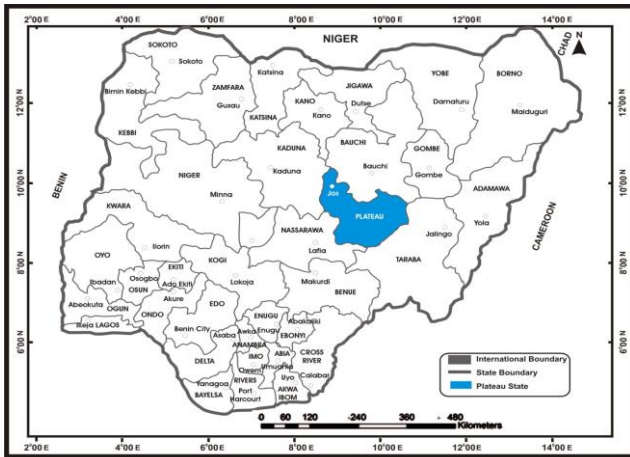 2°00'E 4°00' 6°00' 8°00' 10°00' 12°00' 14°00'E
NIGER
CHAD
N
SOKOTO
Sokoto
Katsina
YOBE
BORNO
ZAMFARA
JIGAWA
Birnin Kebbi
Gusau
KANO
Dutse
Damaturu
KATSINA
Kano
Maiduguri
12°00'
12°00'N
KEBBI
BAUCHI
KADUNA
GOMBE
NIGER
Kaduna
Bauchi
Gombe
ADAMAWA
BENIN
Jos
10°00'
10°00'
Minna
KWARA
PLATEAU
NASSARAWA
Yola
CAMEROON
Jalingo
OYO
Ilorin
Lafia
KOGI
TARABA
8°00'
8°00'
EKITI
Osogbo
Ibadan
Ado Ekiti
Lokoja
Makurdi
OSUN
BENUE
Abeokuta
Akure
OGUN
EDO
ONDO
Ikeja LAGOS
ENUGU
Abakaliki
Benin City
Asaba
Awka
Enugu
EBONYI
ANAMBRA
6°00'
6°00'
DELTA
IMO
ABIA
CROSS
RIVER
Owerri
Umuahia
Yanagoa
RIVERS
Uyo
Calabar
BAYELSA
Port
Harcourt
AKWA
IBOM
International Boundary
State Boundary
Plateau State
0 60 120 240 360 480
Kilometers
2°00'E 4°00' 6°00' 8°00' 10°00' 12°00' 14°00'E